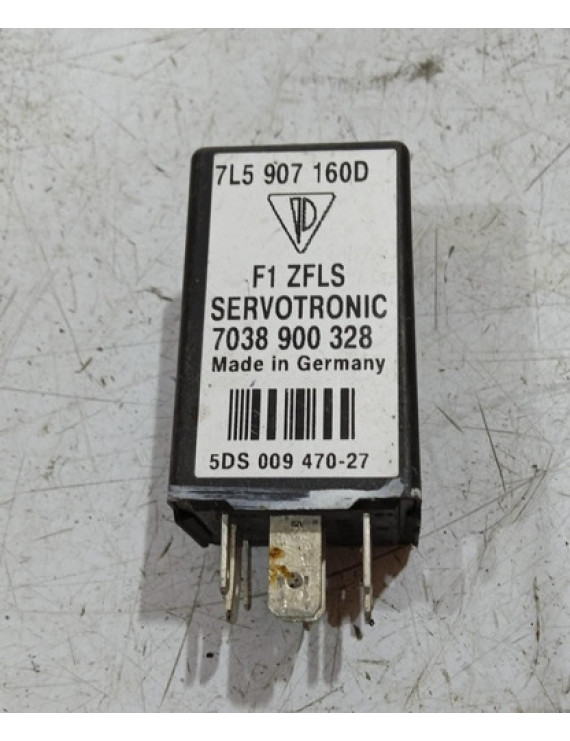 7L5 907 160D
F1 ZFLS
SERVOTRONIC
7038 900 328
Made in Germany
5DS 009 470-27